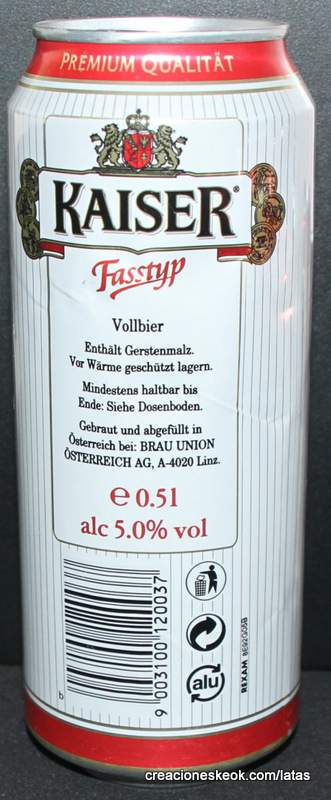 PREMIUM QUALITÄT
KAISER®
Fasstyp
Vollbier
Enthält Gerstenmalz.
Vor Wärme geschützt lagern.
Mindestens haltbar bis
Ende: Siehe Dosenboden.
Gebraut und abgefüllt in
Österreich bei: BRAU UNION
ÖSTERREICH AG, A-4020 Linz.
e 0.5l
alc 5.0% vol
9 003100 120037
b
alu
REXAM 8E92G05B
creacioneskeok.com/latas